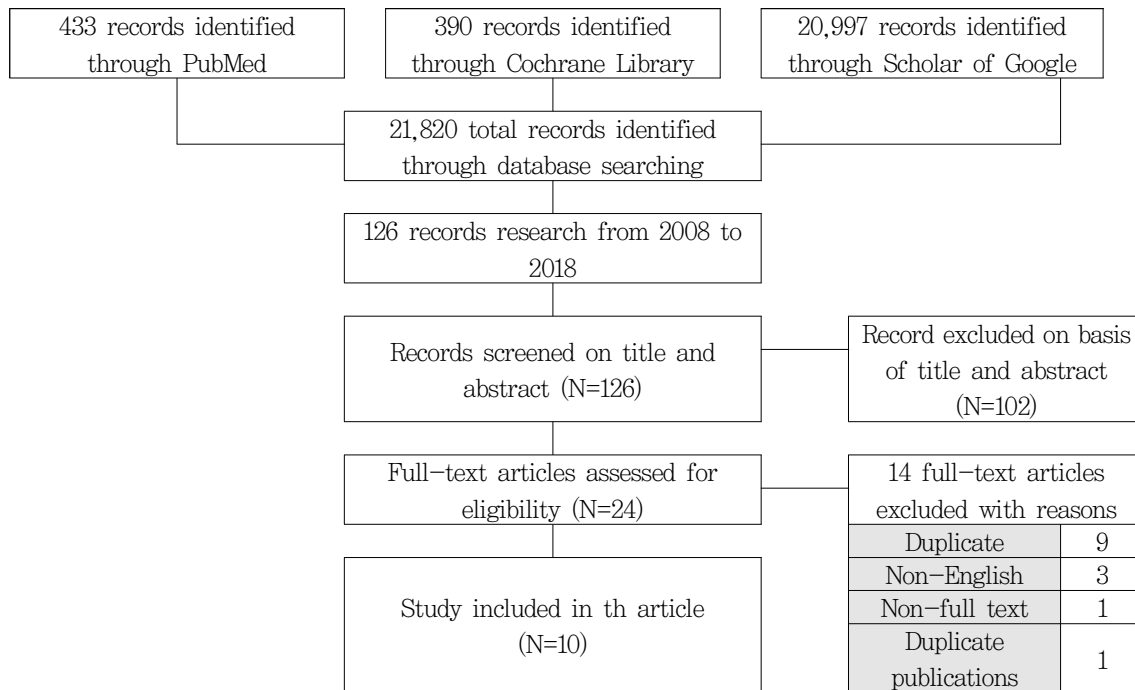 433 records identified
through PubMed
390 records identified
through Cochrane Library
20,997 records identified
through Scholar of Google
21,820 total records identified
through database searching
126 records research from 2008 to
2018
Records screened on title and
abstract (N=126)
Record excluded on basis
of title and abstract
(N=102)
Full-text articles assessed for
eligibility (N=24)
14 full-text articles
excluded with reasons
Duplicate 9
Non-English 3
Non-full text 1
Duplicate
publications 1
Study included in th article
(N=10)